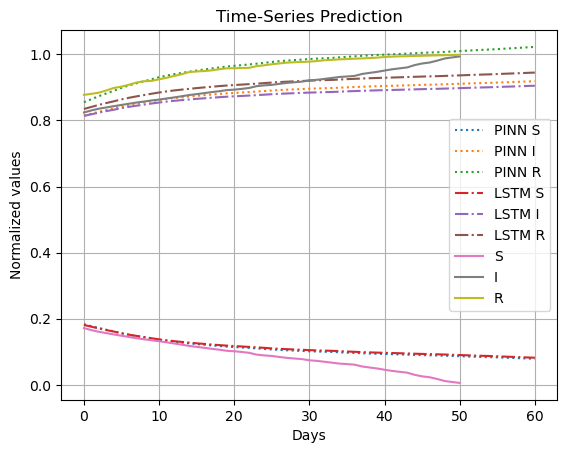 Time-Series Prediction
Normalized values
1.0
0.8
0.6
0.4
0.2
0.0
PINN S
PINN I
PINN R
LSTM S
LSTM I
LSTM R
S
I
R
0 10 20 30 40 50 60
Days